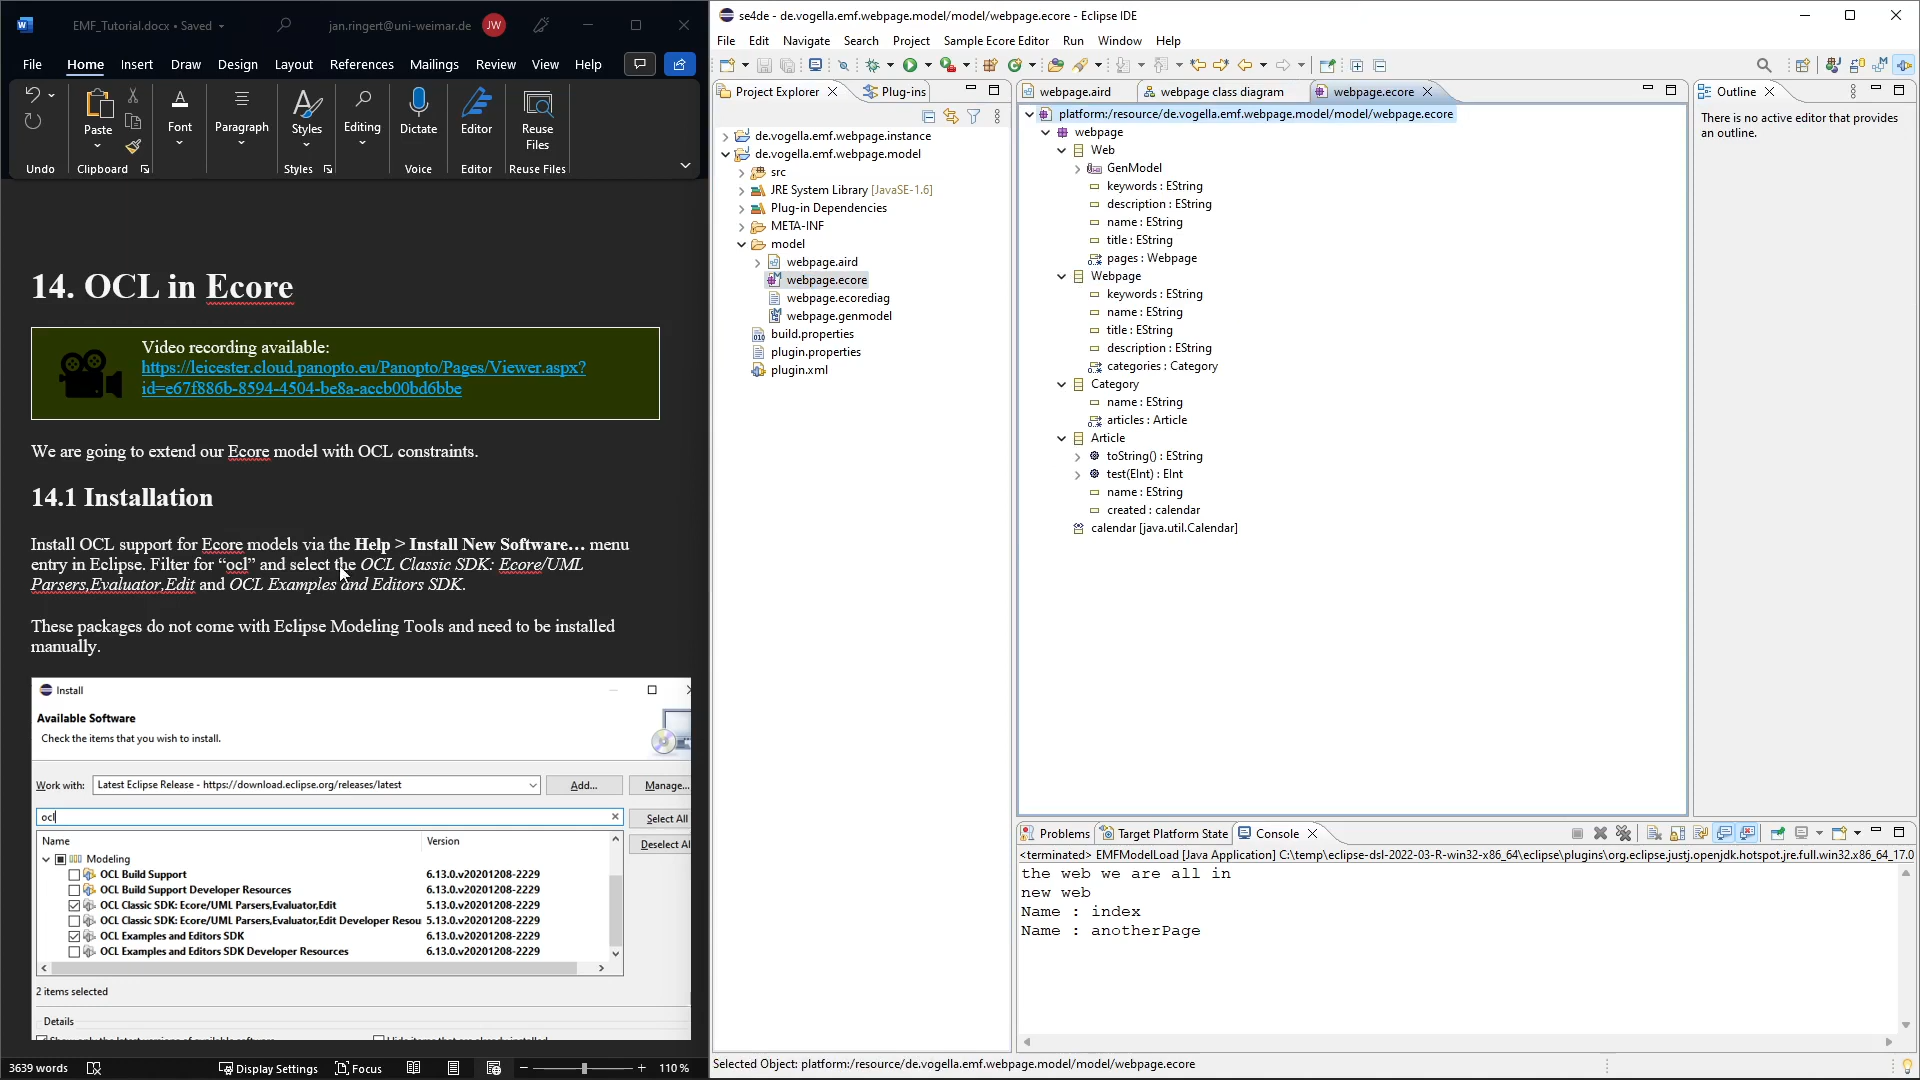 EMF_Tutorial.docx • Saved
jan.ringert@uni-weimar.de
JW
File Home Insert Draw Design Layout References Mailings Review View Help
Paste
Font
Paragraph
Styles
Editing
Dictate
Editor
Reuse
Files
Undo
Clipboard
Styles
Voice
Editor
Reuse Files
14. OCL in Ecore
Video recording available:
https://leicester.cloud.panopto.eu/Panopto/Pages/Viewer.aspx?
id=e67f886b-8594-4504-be8a-accb00bd6bbe
We are going to extend our Ecore model with OCL constraints.
14.1 Installation
Install OCL support for Ecore models via the Help > Install New Software… menu
entry in Eclipse. Filter for “ocl” and select the OCL Classic SDK: Ecore/UML
Parsers,Evaluator,Edit and OCL Examples and Editors SDK.
These packages do not come with Eclipse Modeling Tools and need to be installed
manually.
Install
Available Software
Check the items that you wish to install.
Work with: Latest Eclipse Release - https://download.eclipse.org/releases/latest Add... Manage...
ocl
Select All
Name Version
Deselect Al
Modeling
OCL Build Support 6.13.0.v20201208-2229
OCL Build Support Developer Resources 6.13.0.v20201208-2229
OCL Classic SDK: Ecore/UML Parsers,Evaluator,Edit 5.13.0.v20201208-2229
OCL Classic SDK: Ecore/UML Parsers,Evaluator,Edit Developer Resou 5.13.0.v20201208-2229
OCL Examples and Editors SDK 6.13.0.v20201208-2229
OCL Examples and Editors SDK Developer Resources 6.13.0.v20201208-2229
2 items selected
Details
3639 words Display Settings Focus 110 %
se4de - de.vogella.emf.webpage.model/model/webpage.ecore - Eclipse IDE
File Edit Navigate Search Project Sample Ecore Editor Run Window Help
Project Explorer Plug-ins
de.vogella.emf.webpage.instance
de.vogella.emf.webpage.model
src
JRE System Library [JavaSE-1.6]
Plug-in Dependencies
META-INF
model
webpage.aird
webpage.ecore
webpage.ecorediag
webpage.genmodel
build.properties
plugin.properties
plugin.xml
webpage.aird webpage class diagram webpage.ecore
platform:/resource/de.vogella.emf.webpage.model/model/webpage.ecore
webpage
Web
GenModel
keywords : EString
description : EString
name : EString
title : EString
pages : Webpage
Webpage
keywords : EString
name : EString
title : EString
description : EString
categories : Category
Category
name : EString
articles : Article
Article
toString() : EString
test(EInt) : EInt
name : EString
created : calendar
calendar [java.util.Calendar]
Outline
There is no active editor that provides
an outline.
Problems Target Platform State Console
<terminated> EMFModelLoad [Java Application] C:\temp\eclipse-dsl-2022-03-R-win32-x86_64\eclipse\plugins\org.eclipse.justj.openjdk.hotspot.jre.full.win32.x86_64_17.0
the web we are all in
new web
Name : index
Name : anotherPage
Selected Object: platform:/resource/de.vogella.emf.webpage.model/model/webpage.ecore